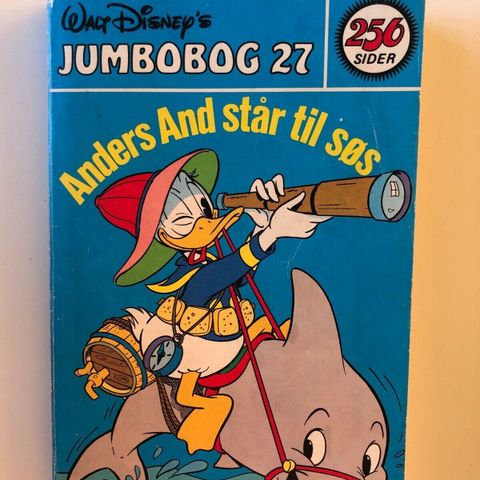 Walt Disney's
JUMBOBOG 27
256
SIDER
Anders And står til søs